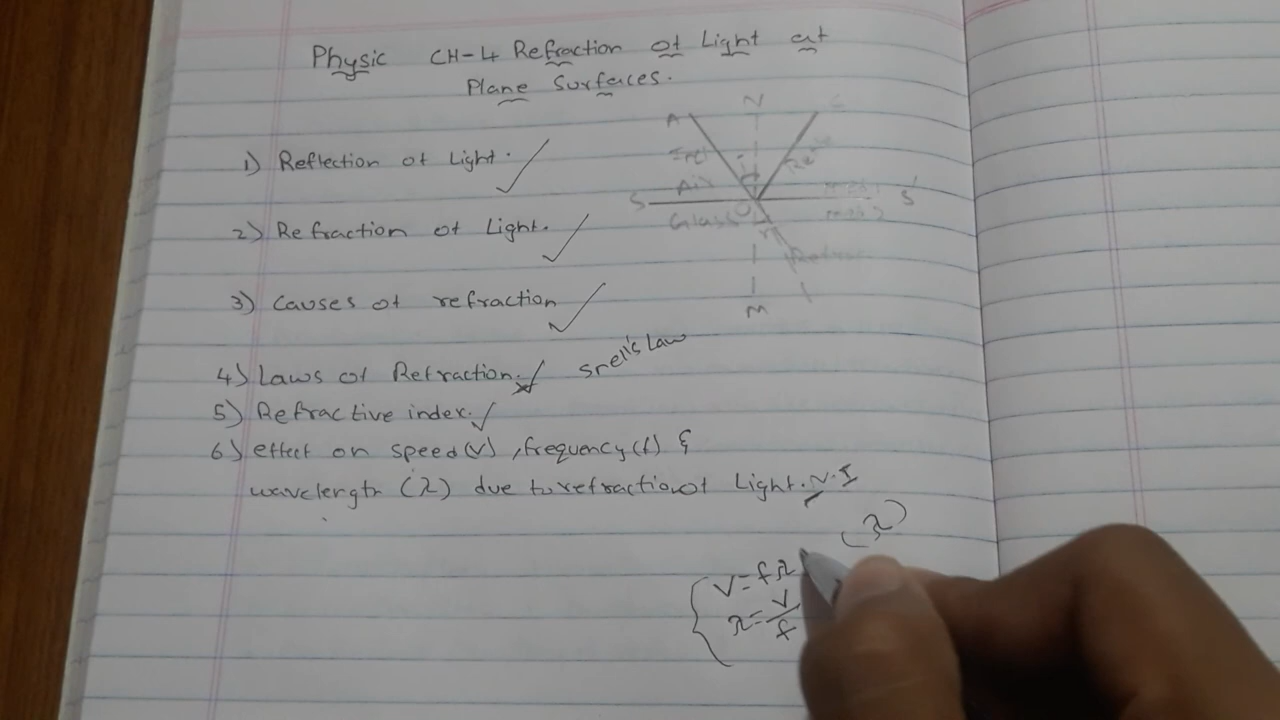 Physic CH-4 Refraction of Light at
Plane Surfaces.
N
A
1) Reflection of Light.
Air
S
S'
Glass
O
2) Refraction of Light.
r
3) Causes of refraction
M
4) Laws of Refraction. Snell's Law
5) Refractive index.
6) effect on speed(v) ,frequency(f) &
wavelength (λ) due to refraction of Light. N.I
(λ)
v=fλ
λ=v/f